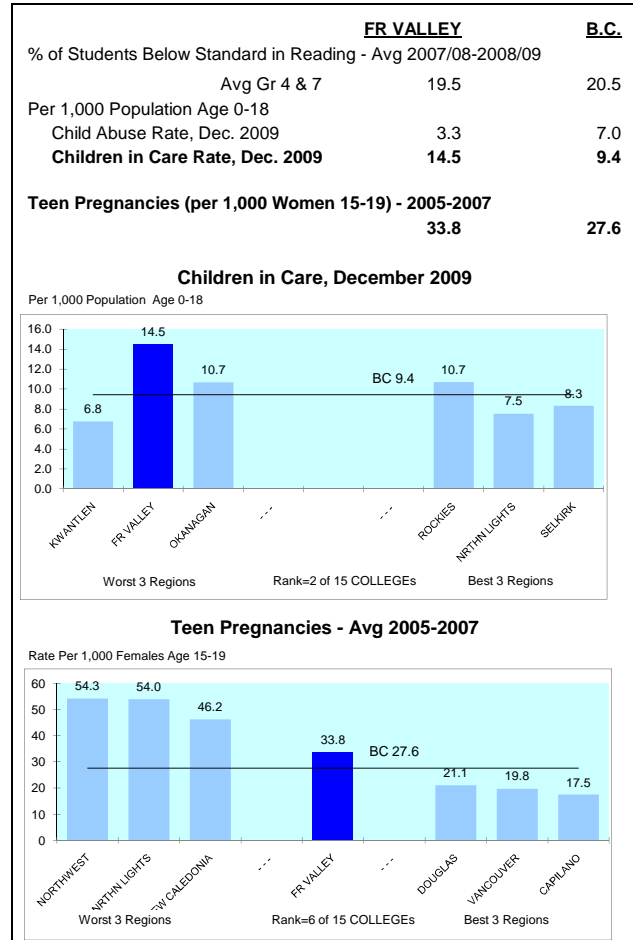 FR VALLEY B.C.
% of Students Below Standard in Reading - Avg 2007/08-2008/09
Avg Gr 4 & 7 19.5 20.5
Per 1,000 Population Age 0-18
Child Abuse Rate, Dec. 2009 3.3 7.0
Children in Care Rate, Dec. 2009 14.5 9.4
Teen Pregnancies (per 1,000 Women 15-19) - 2005-2007
33.8 27.6
Children in Care, December 2009
Per 1,000 Population Age 0-18
16.0
14.0
12.0
10.0
8.0
6.0
4.0
2.0
0.0
6.8 14.5 10.7 BC 9.4 10.7 7.5 8.3
KWANTLEN FR VALLEY OKANAGAN - - - - - - ROCKIES NRTHN LIGHTS SELKIRK
Worst 3 Regions Rank=2 of 15 COLLEGEs Best 3 Regions
Teen Pregnancies - Avg 2005-2007
Rate Per 1,000 Females Age 15-19
60
50
40
30
20
10
0
54.3 54.0 46.2 33.8 BC 27.6 21.1 19.8 17.5
NORTHWEST NRTHN LIGHTS EW CALEDONIA - - - FR VALLEY - - - DOUGLAS VANCOUVER CAPILANO
Worst 3 Regions Rank=6 of 15 COLLEGEs Best 3 Regions